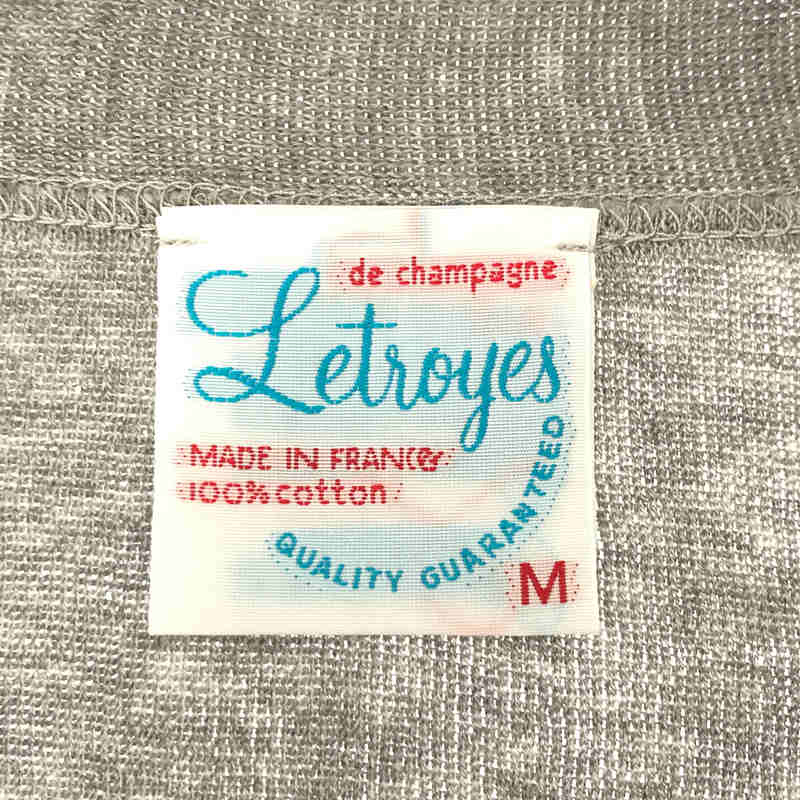 de champagne
Letroyes
MADE IN FRANCE
100% cotton
QUALITY GUARANTEED
M